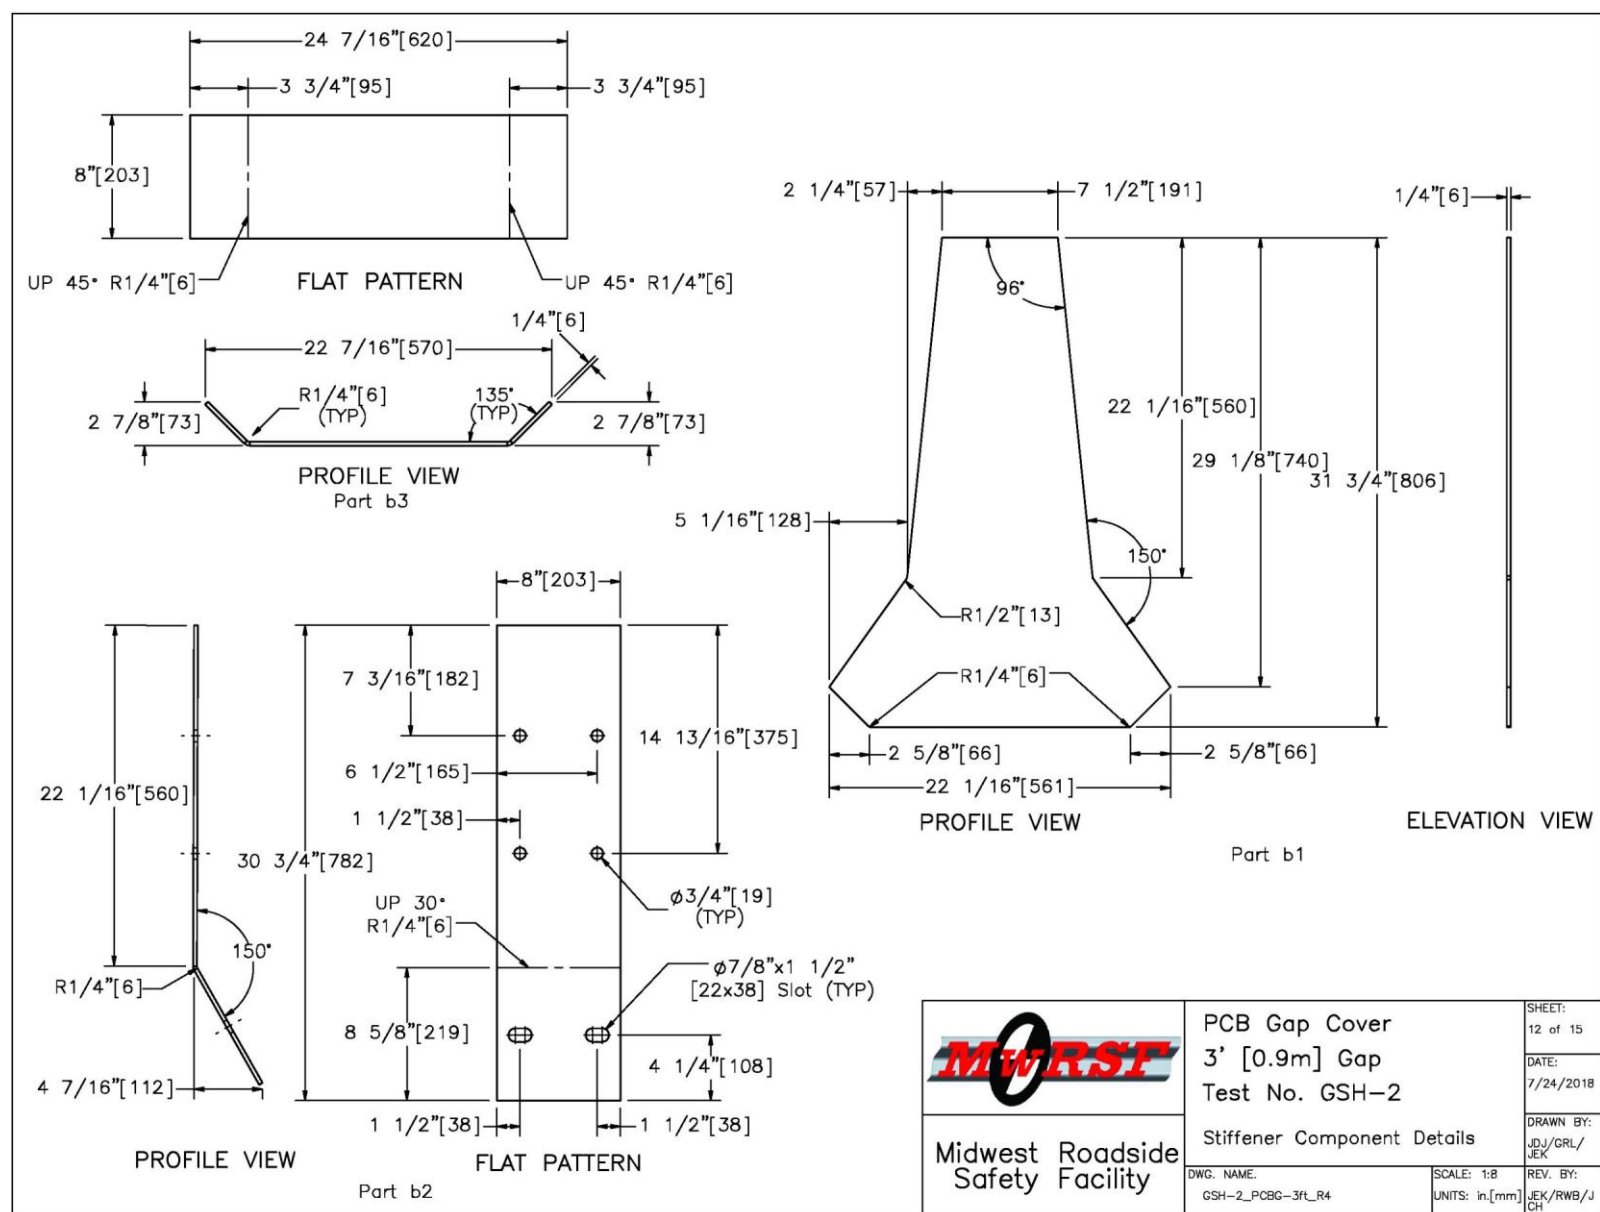 24 7/16"[620]
3 3/4"[95]
3 3/4"[95]
8"[203]
UP 45° R1/4"[6]
FLAT PATTERN
UP 45° R1/4"[6]
1/4"[6]
22 7/16"[570]
R1/4"[6]
(TYP)
135°
(TYP)
2 7/8"[73]
2 7/8"[73]
PROFILE VIEW
Part b3
2 1/4"[57]
7 1/2"[191]
1/4"[6]
96°
22 1/16"[560]
29 1/8"[740]
31 3/4"[806]
5 1/16"[128]
150°
R1/2"[13]
R1/4"[6]
2 5/8"[66]
2 5/8"[66]
22 1/16"[561]
PROFILE VIEW
ELEVATION VIEW
Part b1
8"[203]
7 3/16"[182]
14 13/16"[375]
6 1/2"[165]
22 1/16"[560]
1 1/2"[38]
30 3/4"[782]
ø3/4"[19]
(TYP)
UP 30°
R1/4"[6]
150°
R1/4"[6]
ø7/8"x1 1/2"
[22x38] Slot (TYP)
8 5/8"[219]
4 1/4"[108]
4 7/16"[112]
1 1/2"[38]
1 1/2"[38]
PROFILE VIEW
FLAT PATTERN
Part b2
MwRSF
Midwest Roadside
Safety Facility
PCB Gap Cover
3' [0.9m] Gap
Test No. GSH-2
Stiffener Component Details
SHEET:
12 of 15
DATE:
7/24/2018
DRAWN BY:
JDJ/GRL/
JEK
DWG. NAME.
GSH-2_PCBG-3ft_R4
SCALE: 1:8
UNITS: in.[mm]
REV. BY:
JEK/RWB/J
CH